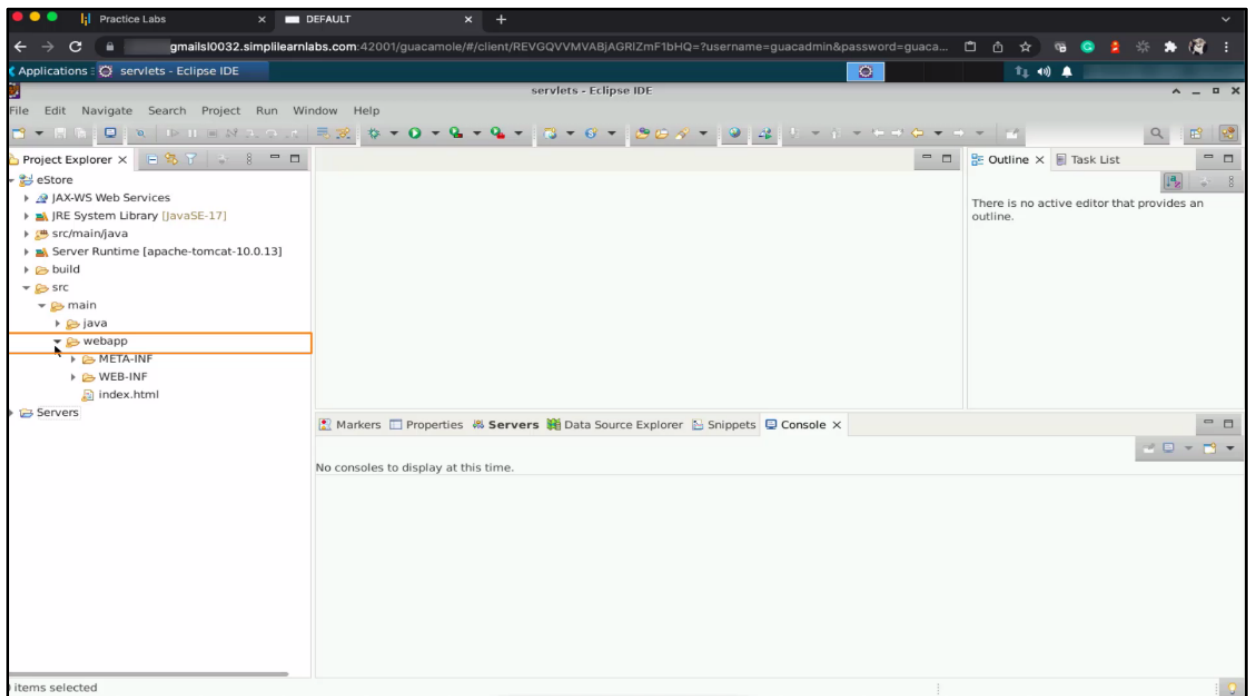 Practice Labs
DEFAULT
gmailsl0032.simplilearnlabs.com:42001/guacamole/#/client/REVGQVVMVABjAGRIZmF1bHQ=?username=guacadmin&password=guaca...
Applications
servlets - Eclipse IDE
servlets - Eclipse IDE
File Edit Navigate Search Project Run Window Help
Project Explorer
Outline
Task List
eStore
JAX-WS Web Services
JRE System Library [JavaSE-17]
src/main/java
Server Runtime [apache-tomcat-10.0.13]
build
src
main
java
webapp
META-INF
WEB-INF
index.html
Servers
There is no active editor that provides an
outline.
Markers Properties Servers Data Source Explorer Snippets Console
No consoles to display at this time.
items selected